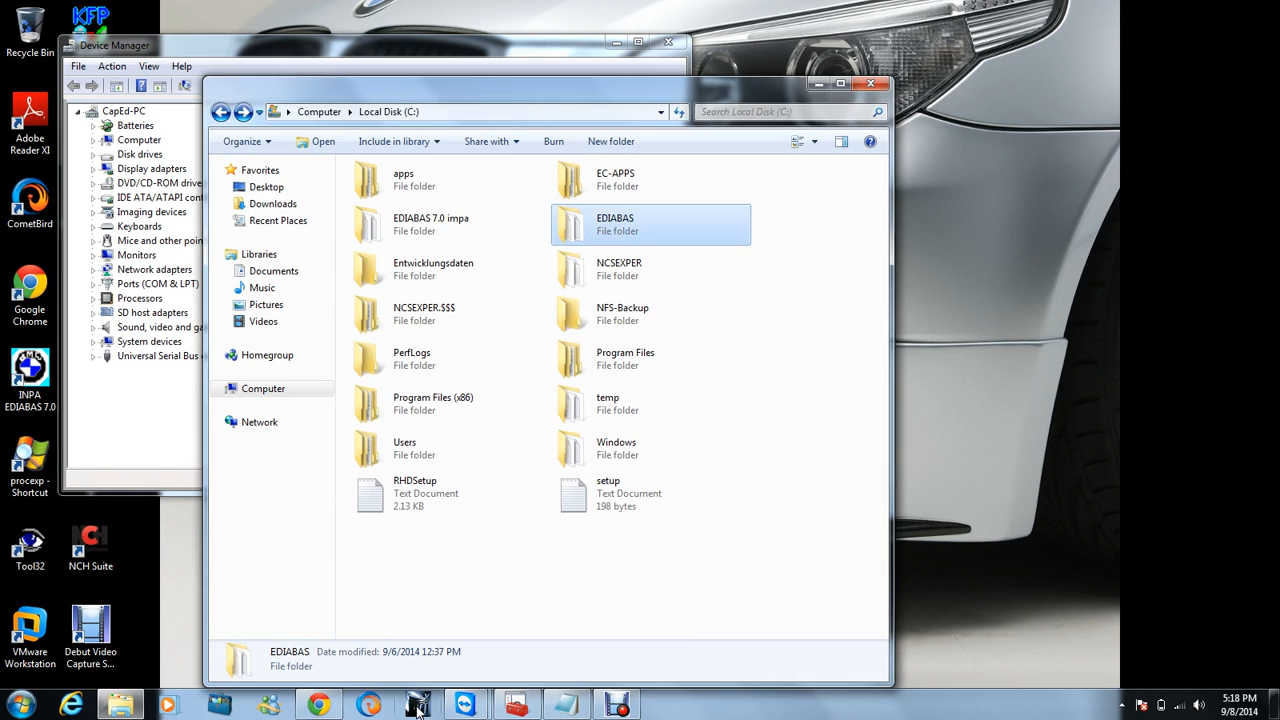 Recycle Bin
KFP
Adobe
Reader XI
CometBird
Google
Chrome
INPA
EDIABAS 7.0
procexp -
Shortcut
Tool32
NCH Suite
VMware
Workstation
Debut Video
Capture S...
Device Manager
File Action View Help
CapEd-PC
Batteries
Computer
Disk drives
Display adapters
DVD/CD-ROM drive
IDE ATA/ATAPI con
Imaging devices
Keyboards
Mice and other poin
Monitors
Network adapters
Ports (COM & LPT)
Processors
SD host adapters
Sound, video and ga
System devices
Universal Serial Bus
Computer Local Disk (C:)
Search Local Disk (C:)
Organize Open Include in library Share with Burn New folder
Favorites
Desktop
Downloads
Recent Places
Libraries
Documents
Music
Pictures
Videos
Homegroup
Computer
Network
apps
File folder
EC-APPS
File folder
EDIABAS 7.0 impa
File folder
EDIABAS
File folder
Entwicklungsdaten
File folder
NCSEXPER
File folder
NCSEXPER.$$$
File folder
NFS-Backup
File folder
PerfLogs
File folder
Program Files
File folder
Program Files (x86)
File folder
temp
File folder
Users
File folder
Windows
File folder
RHDSetup
Text Document
2.13 KB
setup
Text Document
198 bytes
EDIABAS Date modified: 9/6/2014 12:37 PM
File folder
5:18 PM
9/8/2014